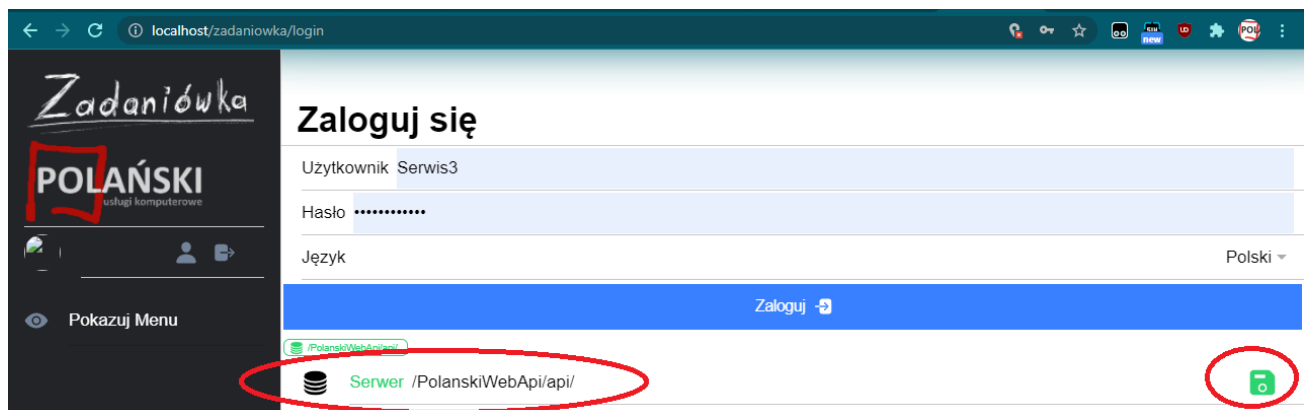 localhost/zadaniowka/login
new
Zadaniówka
POLAŃSKI
usługi komputerowe
Pokazuj Menu
Zaloguj się
Użytkownik Serwis3
Hasło ••••••••••••
Język Polski
Zaloguj
/PolanskiWebApi/api/
Serwer /PolanskiWebApi/api/